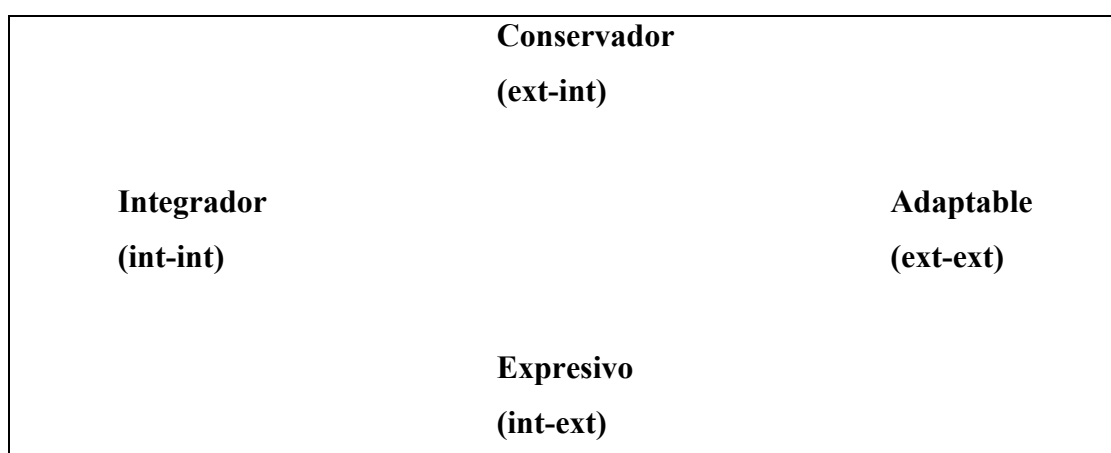 Conservador
(ext-int)
Integrador
Adaptable
(int-int)
(ext-ext)
Expresivo
(int-ext)